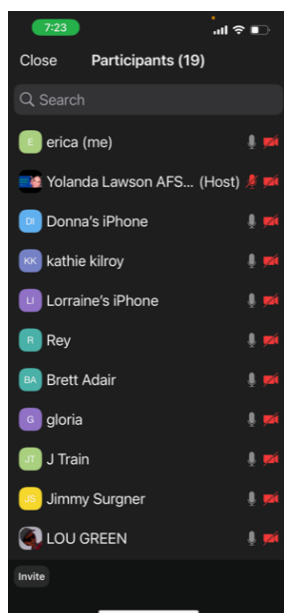 7:23
Close Participants (19)
Search
E erica (me)
Yolanda Lawson AFS... (Host)
DI Donna's iPhone
KK kathie kilroy
LI Lorraine's iPhone
R Rey
BA Brett Adair
G gloria
JT J Train
JS Jimmy Surgner
LOU GREEN
Invite